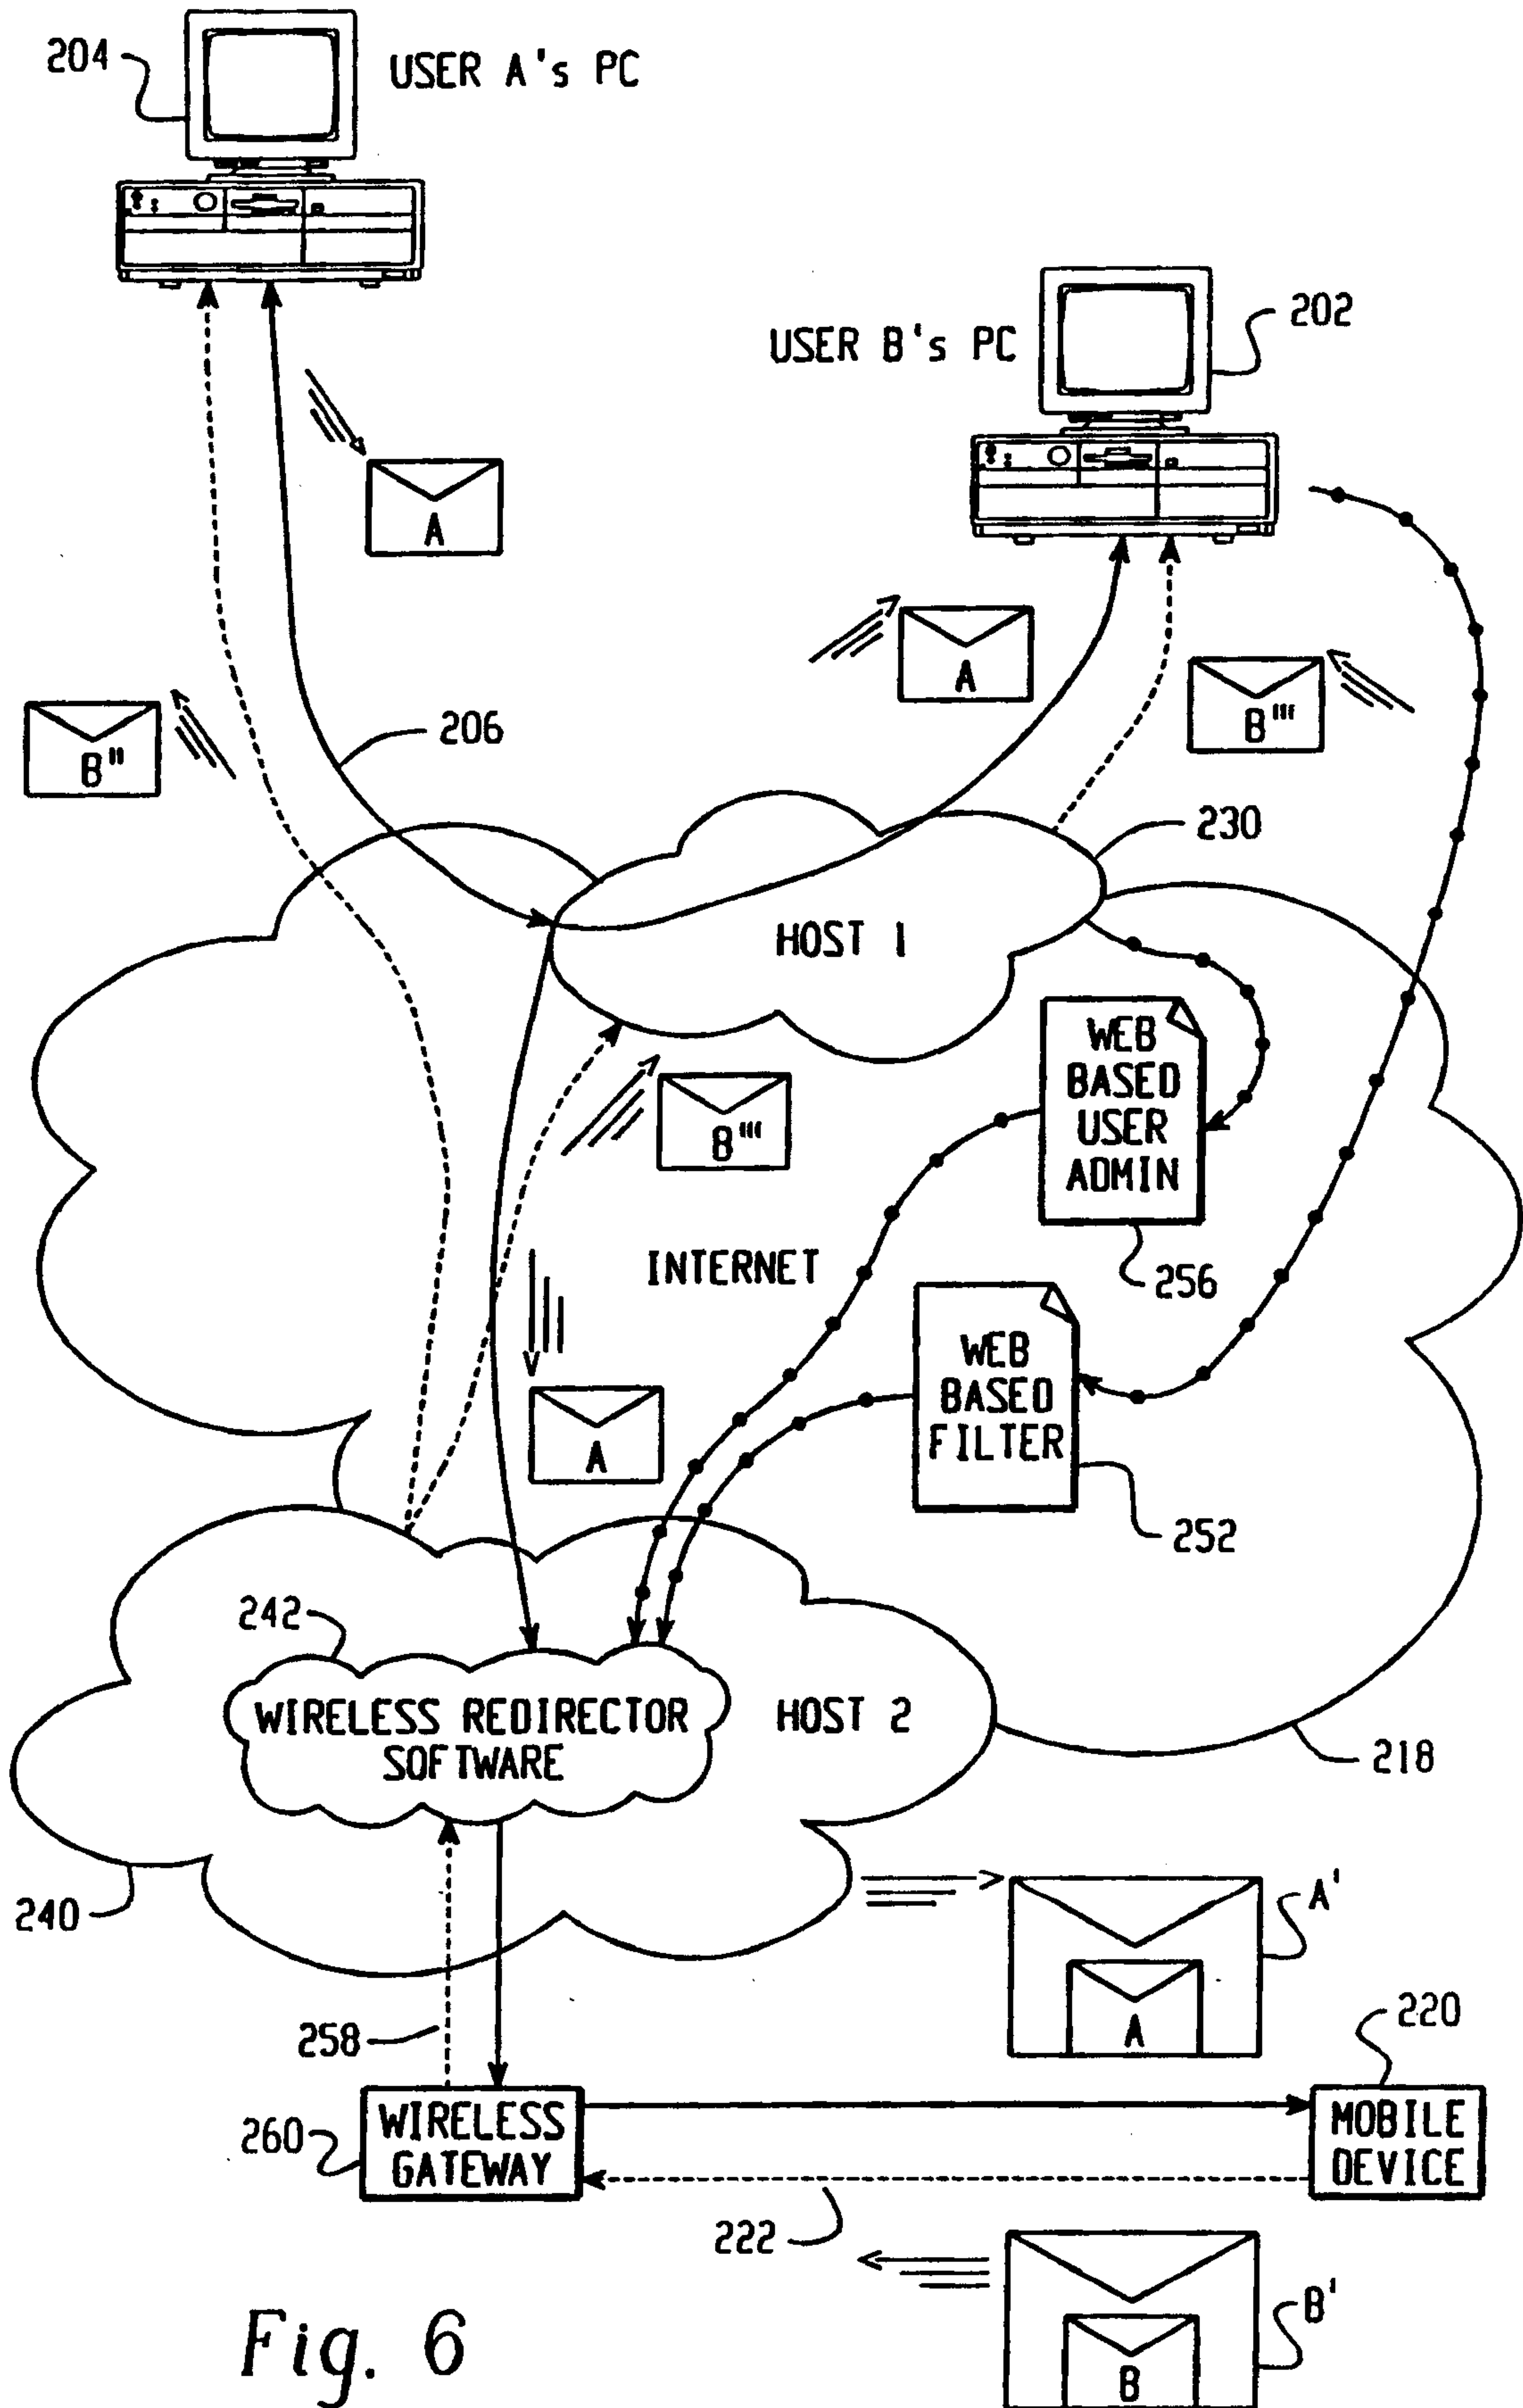 204
USER A's PC
USER B's PC
202
A
A
B'''
B''
206
230
HOST 1
WEB
BASED
USER
ADMIN
B'''
INTERNET
256
WEB
BASED
FILTER
A
252
242
WIRELESS REDIRECTOR
SOFTWARE
HOST 2
218
240
A'
A
258
220
WIRELESS
GATEWAY
260
MOBILE
DEVICE
222
B'
B
Fig. 6